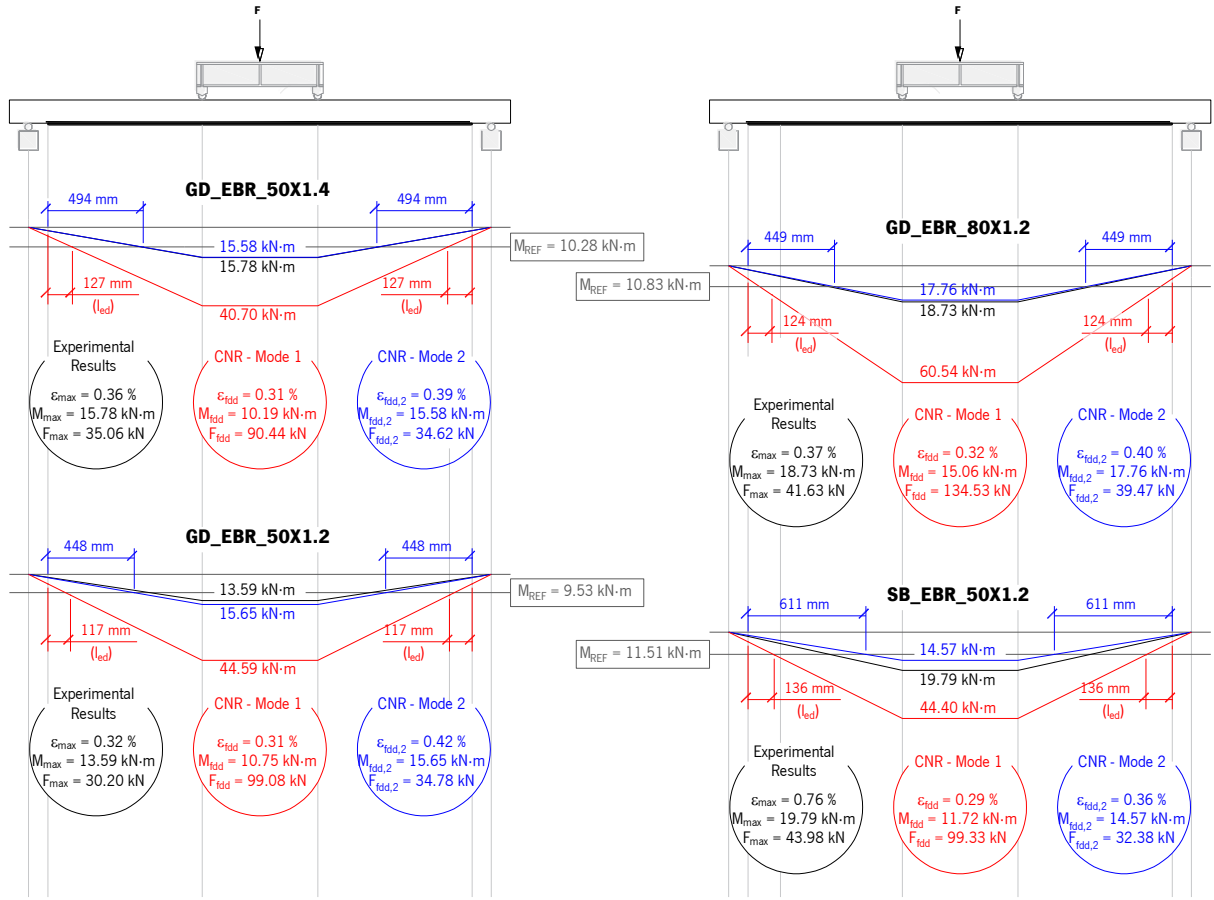 F
GD_EBR_50X1.4
494 mm
494 mm
15.58 kN·m
15.78 kN·m
M_REF = 10.28 kN·m
127 mm
(l_ed)
127 mm
(l_ed)
40.70 kN·m
Experimental
Results
ε_max = 0.36 %
M_max = 15.78 kN·m
F_max = 35.06 kN
CNR - Mode 1
ε_fdd = 0.31 %
M_fdd = 10.19 kN·m
F_fdd = 90.44 kN
CNR - Mode 2
ε_fdd,2 = 0.39 %
M_fdd,2 = 15.58 kN·m
F_fdd,2 = 34.62 kN
GD_EBR_50X1.2
448 mm
448 mm
13.59 kN·m
15.65 kN·m
M_REF = 9.53 kN·m
117 mm
(l_ed)
117 mm
(l_ed)
44.59 kN·m
Experimental
Results
ε_max = 0.32 %
M_max = 13.59 kN·m
F_max = 30.20 kN
CNR - Mode 1
ε_fdd = 0.31 %
M_fdd = 10.75 kN·m
F_fdd = 99.08 kN
CNR - Mode 2
ε_fdd,2 = 0.42 %
M_fdd,2 = 15.65 kN·m
F_fdd,2 = 34.78 kN
F
GD_EBR_80X1.2
449 mm
449 mm
M_REF = 10.83 kN·m
17.76 kN·m
18.73 kN·m
124 mm
(l_ed)
124 mm
(l_ed)
60.54 kN·m
Experimental
Results
ε_max = 0.37 %
M_max = 18.73 kN·m
F_max = 41.63 kN
CNR - Mode 1
ε_fdd = 0.32 %
M_fdd = 15.06 kN·m
F_fdd = 134.53 kN
CNR - Mode 2
ε_fdd,2 = 0.40 %
M_fdd,2 = 17.76 kN·m
F_fdd,2 = 39.47 kN
SB_EBR_50X1.2
611 mm
611 mm
M_REF = 11.51 kN·m
14.57 kN·m
19.79 kN·m
136 mm
(l_ed)
136 mm
(l_ed)
44.40 kN·m
Experimental
Results
ε_max = 0.76 %
M_max = 19.79 kN·m
F_max = 43.98 kN
CNR - Mode 1
ε_fdd = 0.29 %
M_fdd = 11.72 kN·m
F_fdd = 99.33 kN
CNR - Mode 2
ε_fdd,2 = 0.36 %
M_fdd,2 = 14.57 kN·m
F_fdd,2 = 32.38 kN